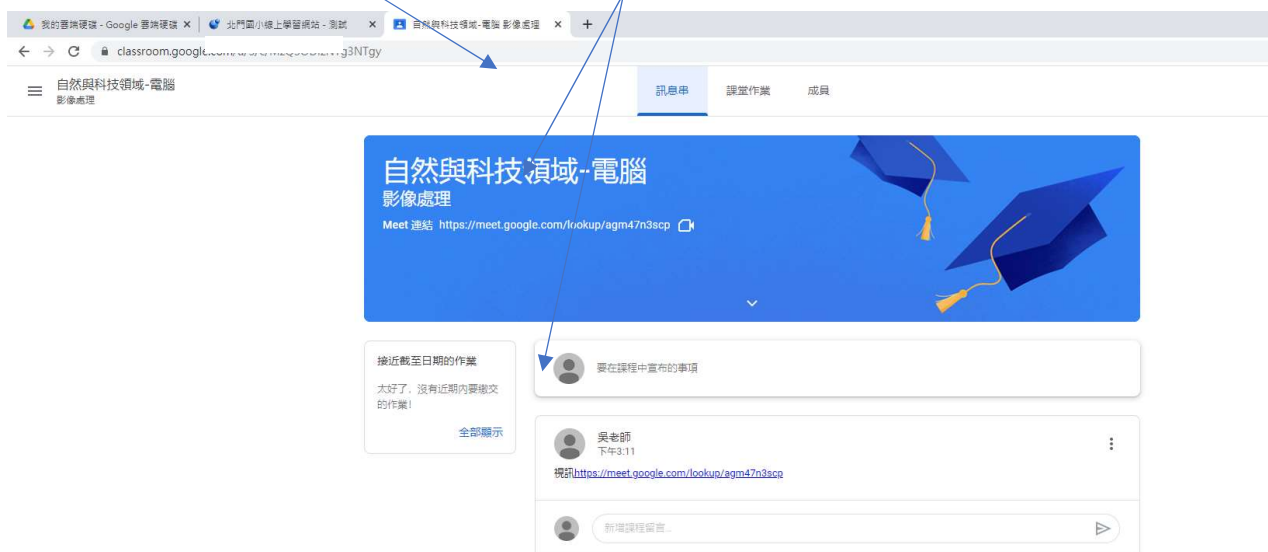 我的雲端硬碟 - Google 雲端硬碟
北門國小線上學習網站 - 測試
自然與科技領域-電腦 影像處理
自然與科技領域-電腦
影像處理
訊息串
課堂作業
成員
自然與科技領域-電腦
影像處理
Meet 連結 https://meet.google.com/lookup/agm47n3scp
接近截至日期的作業
太好了，沒有近期內要繳交
的作業!
全部顯示
要在課程中宣布的事項
吳老師
下午3:11
視訊https://meet.google.com/lookup/agm47n3scp
新增課程留言...